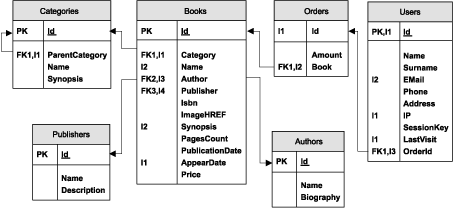 Categories
PK Id
FK1,I1 ParentCategory
Name
Synopsis
Books
PK Id
FK1,I1 Category
I2 Name
FK2,I3 Author
FK3,I4 Publisher
Isbn
ImageHREF
I2 Synopsis
PagesCount
PublicationDate
I1 AppearDate
Price
Orders
I1 Id
Amount
FK1,I2 Book
Users
PK,I1 Id
Name
Surname
I2 EMail
Phone
Address
I1 IP
SessionKey
I1 LastVisit
FK1,I3 OrderId
Publishers
PK Id
Name
Description
Authors
PK Id
Name
Biography